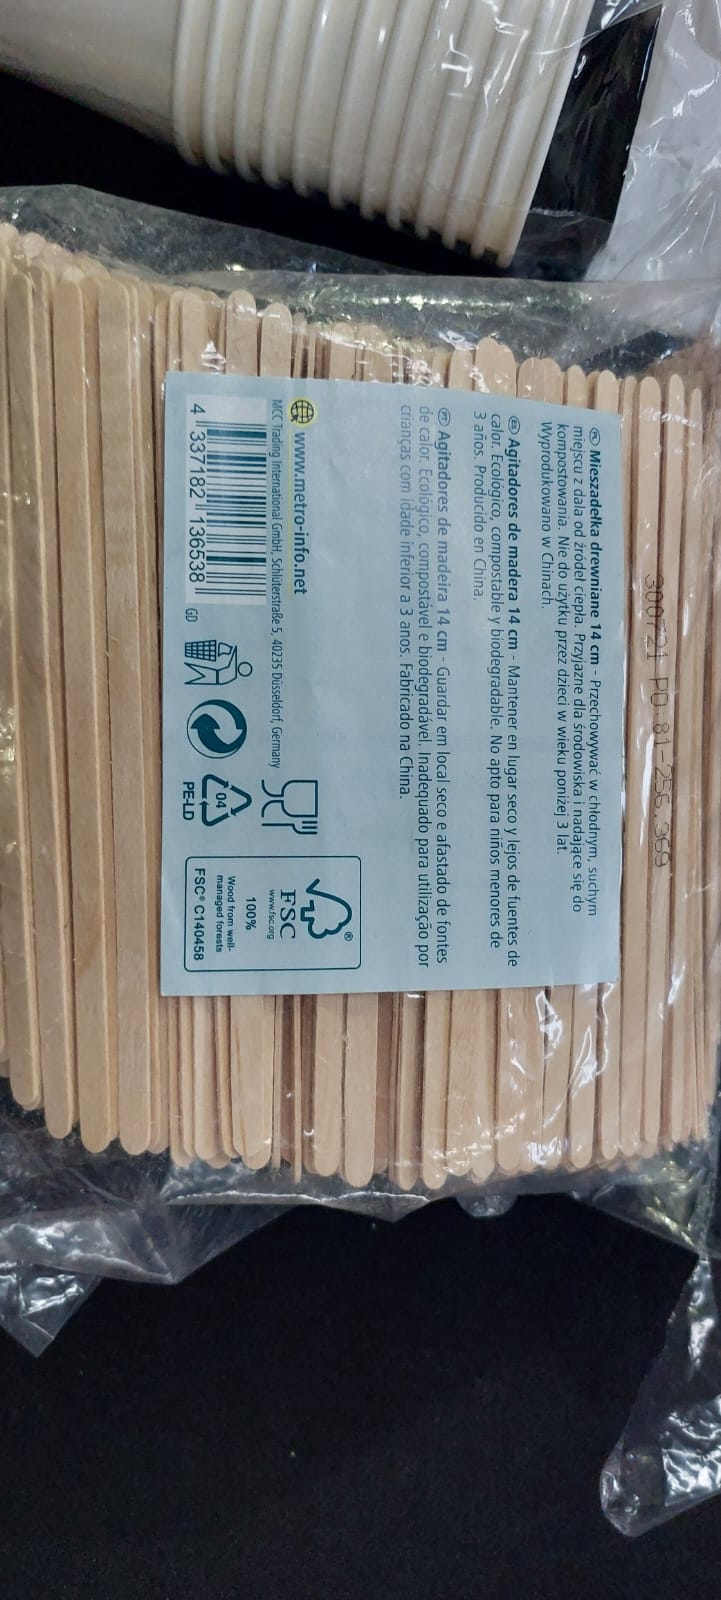 300721 PO:81-256.369
PL Mieszadełka drewniane 14 cm - Przechowywać w chłodnym, suchym
miejscu z dala od źródeł ciepła. Przyjazne dla środowiska i nadające się do
kompostowania. Nie do użytku przez dzieci w wieku poniżej 3 lat.
Wyprodukowano w Chinach.
ES Agitadores de madera 14 cm - Mantener en lugar seco y lejos de fuentes de
calor. Ecológico, compostable y biodegradable. No apto para niños menores de
3 años. Producido en China.
PT Agitadores de madeira 14 cm - Guardar em local seco e afastado de fontes
de calor. Ecológico, compostável e biodegradável. Inadequado para utilização por
crianças com idade inferior a 3 anos. Fabricado na China.
www.metro-info.net
MCC Trading International GmbH, Schlüterstraße 5, 40235 Düsseldorf, Germany
4 337182 136538
GD
04
PE-LD
®
FSC
www.fsc.org
100%
Wood from well-
managed forests
FSC® C140458